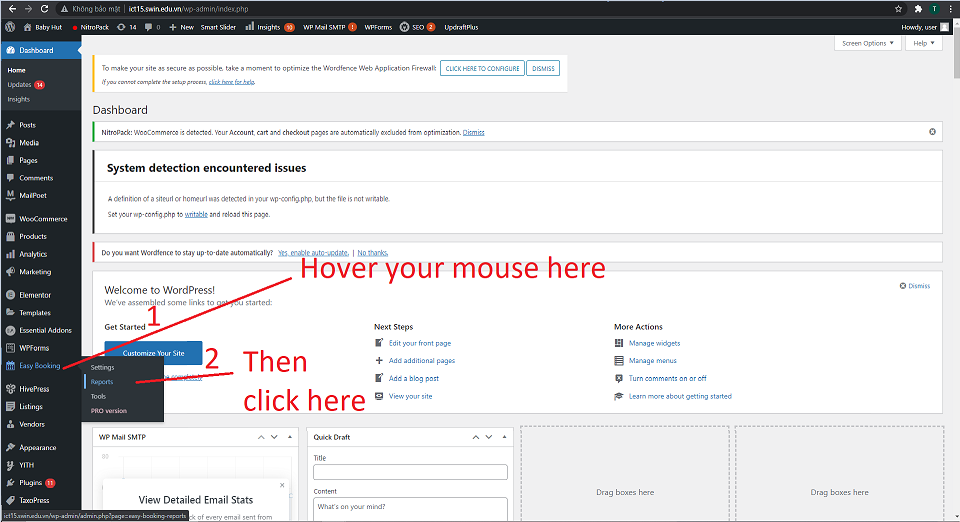 Không bảo mật | ict15.swin.edu.vn/wp-admin/index.php
T
Baby Hut NitroPack 14 0 New Smart Slider Insights 10 WP Mail SMTP 1 WPForms SEO 2 UpdraftPlus Howdy, user
Dashboard
Home
Updates 14
Insights
Posts
Media
Pages
Comments
MailPoet
WooCommerce
Products
Analytics
Marketing
Elementor
Templates
Essential Addons
WPForms
Easy Booking
HivePress
Listings
Vendors
Appearance
YITH
Plugins 11
TaxoPress
Settings
Reports
Tools
PRO version
Screen Options ▼ Help ▼
To make your site as secure as possible, take a moment to optimize the Wordfence Web Application Firewall: CLICK HERE TO CONFIGURE DISMISS
If you cannot complete the setup process, click here for help.
Dashboard
NitroPack: WooCommerce is detected. Your Account, cart and checkout pages are automatically excluded from optimization. Dismiss
System detection encountered issues
A definition of a siteurl or homeurl was detected in your wp-config.php, but the file is not writable.
Set your wp-config.php to writable and reload this page.
Do you want Wordfence to stay up-to-date automatically? Yes, enable auto-update. | No thanks.
Hover your mouse here
Welcome to WordPress!
Dismiss
We've assembled some links to get you started:
1
Get Started
Customize Your Site
completely
2
Then
click here
Next Steps
Edit your front page
Add additional pages
Add a blog post
View your site
More Actions
Manage widgets
Manage menus
Turn comments on or off
Learn more about getting started
WP Mail SMTP
View Detailed Email Stats
ck of every email sent from
Quick Draft
Title
Content
What's on your mind?
Drag boxes here
Drag boxes here
ict15.swin.edu.vn/wp-admin/admin.php?page=easy-booking-reports